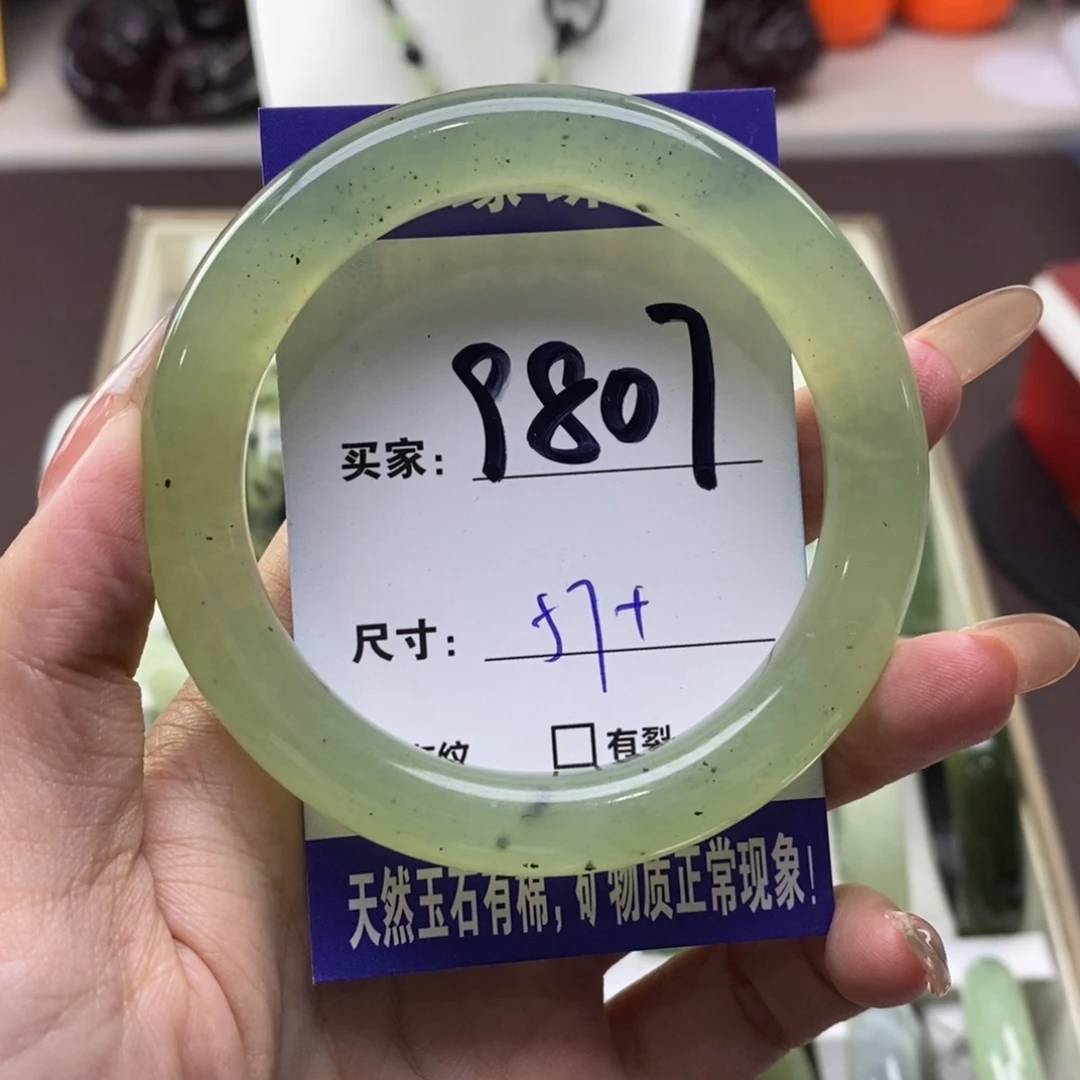 买家: 9807
尺寸: 57+
纹 □有裂
天然玉石有棉, 矿物质正常现象!